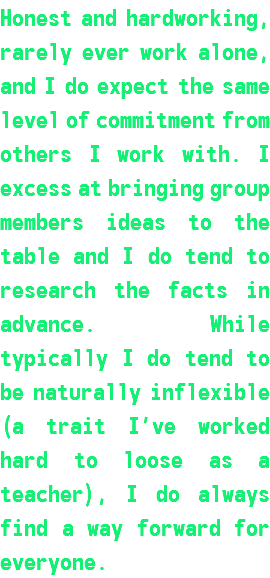 Honest and hardworking,
rarely ever work alone,
and I do expect the same
level of commitment from
others I work with. I
excess at bringing group
members ideas to the
table and I do tend to
research the facts in
advance. While
typically I do tend to
be naturally inflexible
(a trait I've worked
hard to loose as a
teacher), I do always
find a way forward for
everyone.